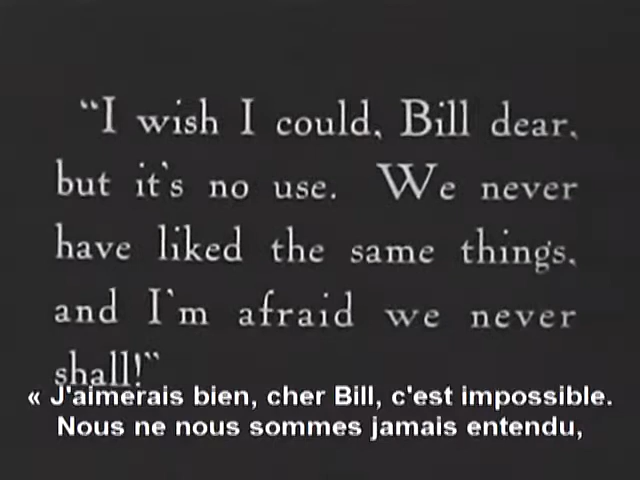 “I wish I could, Bill dear,
but it's no use. We never
have liked the same things,
and I'm afraid we never
shall!”
« J'aimerais bien, cher Bill, c'est impossible.
Nous ne nous sommes jamais entendu,